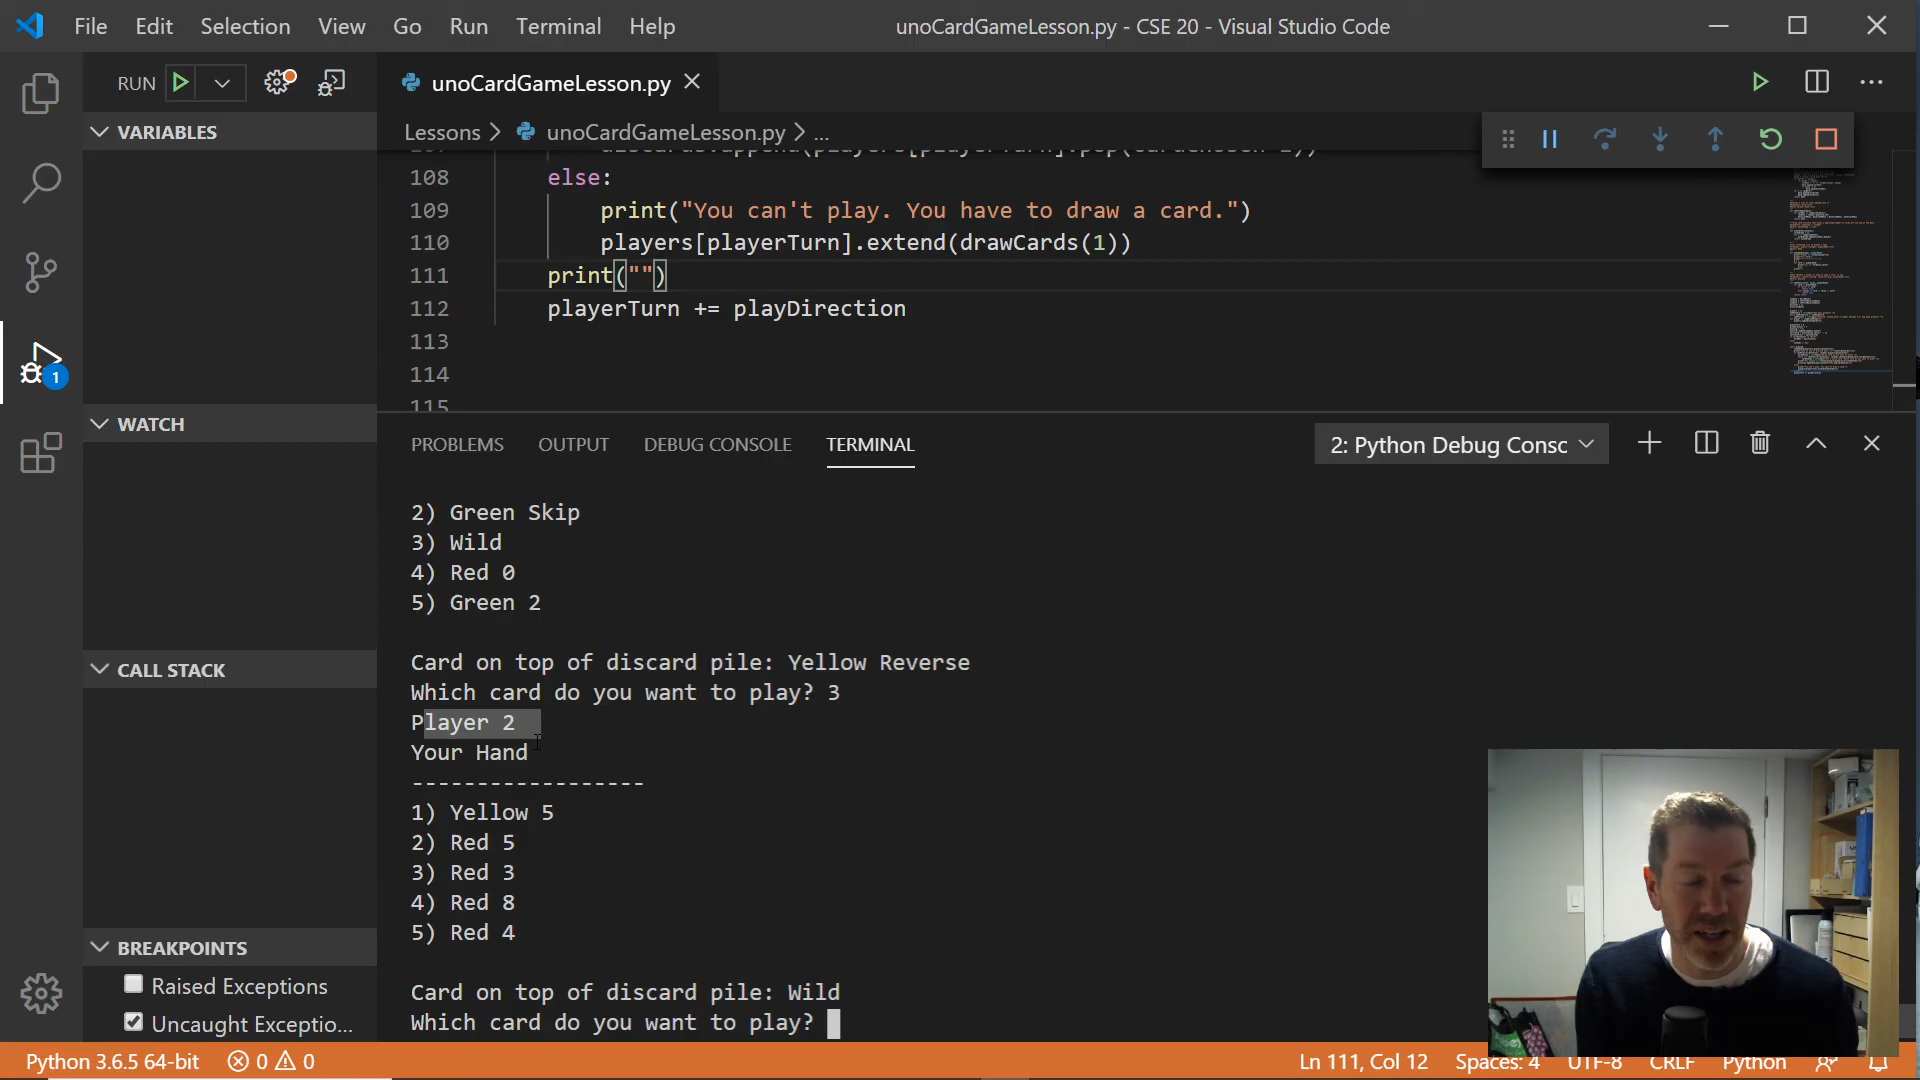 File Edit Selection View Go Run Terminal Help
unoCardGameLesson.py - CSE 20 - Visual Studio Code
RUN
unoCardGameLesson.py
VARIABLES
Lessons > unoCardGameLesson.py > ...
108 else:
109 print("You can't play. You have to draw a card.")
110 players[playerTurn].extend(drawCards(1))
111 print("")
112 playerTurn += playDirection
113
114
115
WATCH
CALL STACK
BREAKPOINTS
Raised Exceptions
Uncaught Exceptio...
1
PROBLEMS OUTPUT DEBUG CONSOLE TERMINAL
2: Python Debug Consc
2) Green Skip
3) Wild
4) Red 0
5) Green 2
Card on top of discard pile: Yellow Reverse
Which card do you want to play? 3
Player 2
Your Hand
------------------
1) Yellow 5
2) Red 5
3) Red 3
4) Red 8
5) Red 4
Card on top of discard pile: Wild
Which card do you want to play?
Python 3.6.5 64-bit 0 0
Ln 111, Col 12 Spaces: 4 UTF-8 CRLF Python